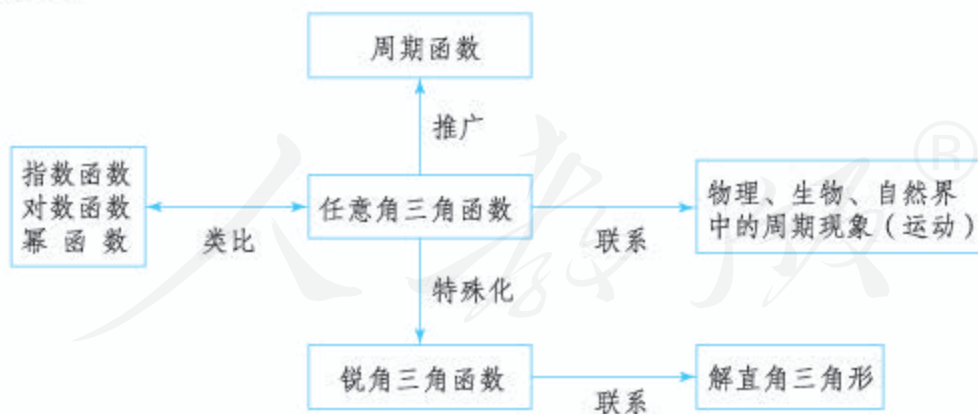 周期函数
推广
指数函数
对数函数
幂函数
类比
任意角三角函数
联系
物理、生物、自然界
中的周期现象（运动）
特殊化
锐角三角函数
联系
解直角三角形
人教版®